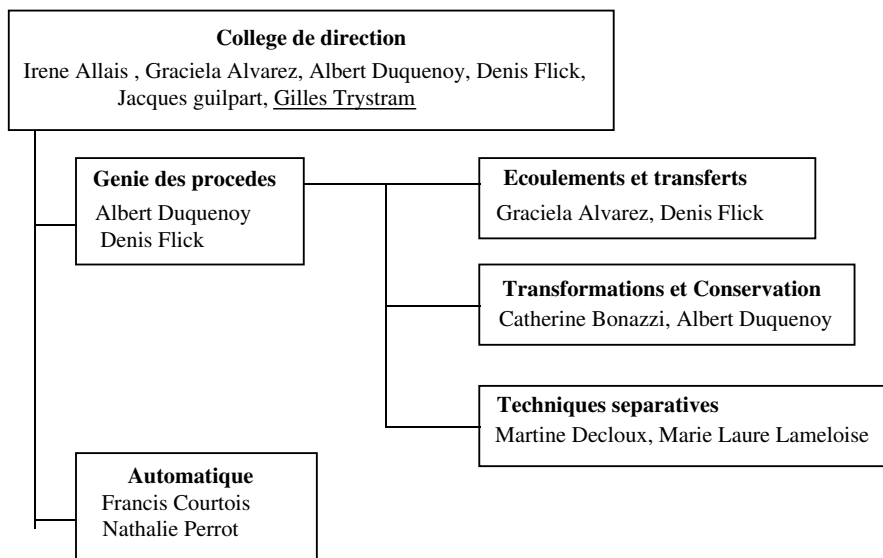 College de direction
Irene Allais , Graciela Alvarez, Albert Duquenoy, Denis Flick,
Jacques guilpart, Gilles Trystram
Genie des procedes
Albert Duquenoy
Denis Flick
Ecoulements et transferts
Graciela Alvarez, Denis Flick
Transformations et Conservation
Catherine Bonazzi, Albert Duquenoy
Techniques separatives
Martine Decloux, Marie Laure Lameloise
Automatique
Francis Courtois
Nathalie Perrot